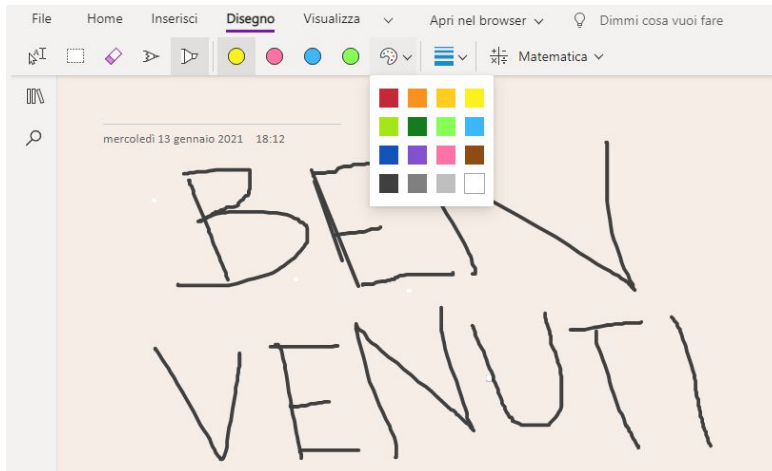 File Home Inserisci Disegno Visualizza Apri nel browser Dimmi cosa vuoi fare
Matematica
mercoledì 13 gennaio 2021 18:12
BEN
VENUTI